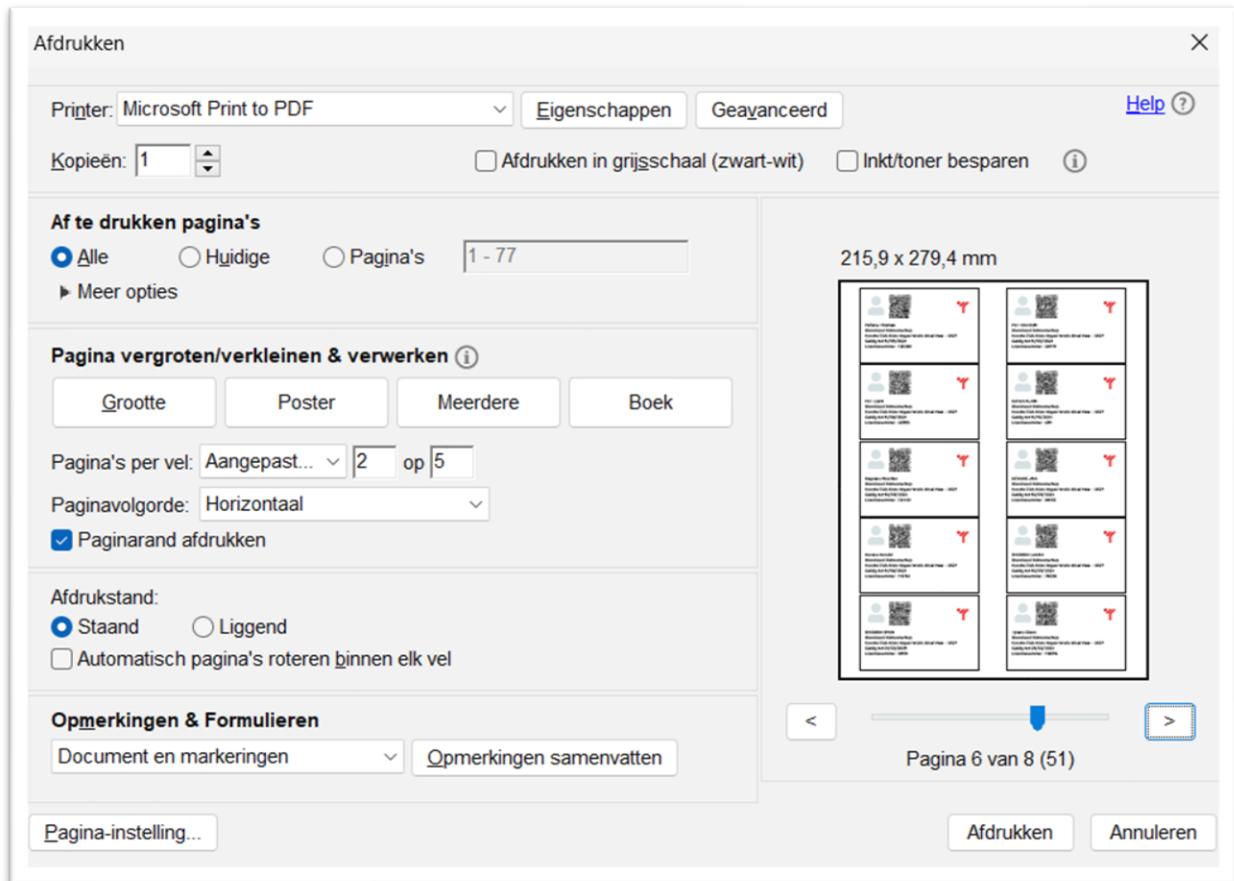 Afdrukken
Printer: Microsoft Print to PDF Eigenschappen Geavanceerd Help
Kopieën: 1 Afdrukken in grijsschaal (zwart-wit) Inkt/toner besparen
Af te drukken pagina's
Alle Huidige Pagina's 1 - 77
Meer opties
Pagina vergroten/verkleinen & verwerken
Grootte Poster Meerdere Boek
Pagina's per vel: Aangepast... 2 op 5
Paginavolgorde: Horizontaal
Paginarand afdrukken
Afdrukstand:
Staand Liggend
Automatisch pagina's roteren binnen elk vel
Opmerkingen & Formulieren
Document en markeringen Opmerkingen samenvatten
215,9 x 279,4 mm
< >
Pagina 6 van 8 (51)
Pagina-instelling... Afdrukken Annuleren